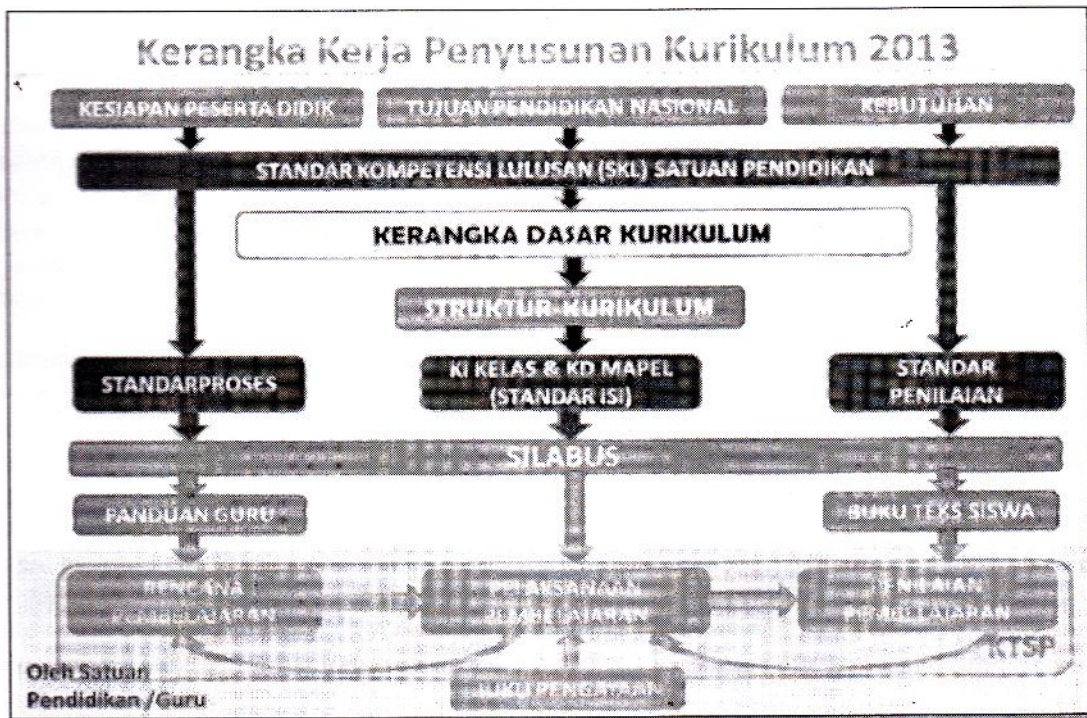 Kerangka Kerja Penyusunan Kurikulum 2013
KESIAPAN PESERTA DIDIK
TUJUAN PENDIDIKAN NASIONAL
KEBUTUHAN
STANDAR KOMPETENSI LULUSAN (SKL) SATUAN PENDIDIKAN
KERANGKA DASAR KURIKULUM
STRUKTUR KURIKULUM
STANDARPROSES
KI KELAS & KD MAPEL
(STANDAR ISI)
STANDAR
PENILAIAN
SILABUS
PANDUAN GURU
BUKU TEKS SISWA
RENCANA
PEMBELAJARAN
PELAKSANAAN
PEMBELAJARAN
PENILAIAN
PEMBELAJARAN
KTSP
Oleh Satuan
Pendidikan /Guru
BUKU PENGAYAAN